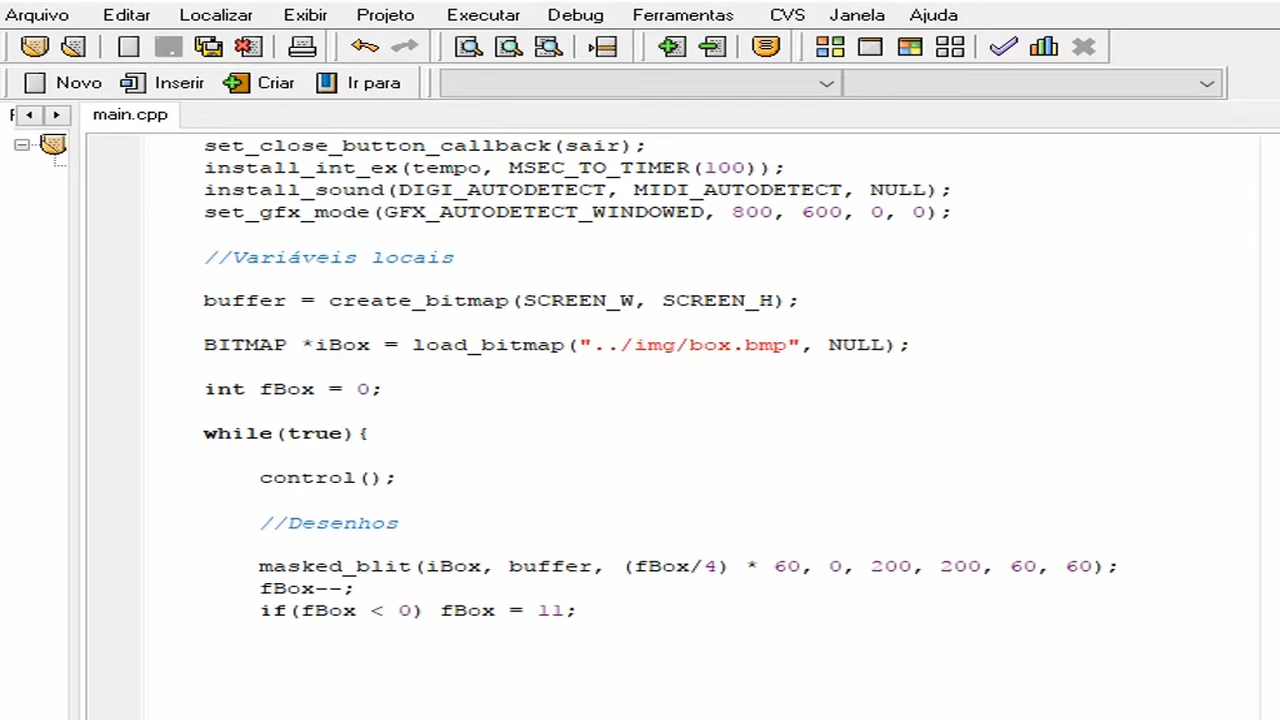 Arquivo Editar Localizar Exibir Projeto Executar Debug Ferramentas CVS Janela Ajuda
Novo Inserir Criar Ir para
main.cpp
set_close_button_callback(sair);
install_int_ex(tempo, MSEC_TO_TIMER(100));
install_sound(DIGI_AUTODETECT, MIDI_AUTODETECT, NULL);
set_gfx_mode(GFX_AUTODETECT_WINDOWED, 800, 600, 0, 0);
//Variáveis locais
buffer = create_bitmap(SCREEN_W, SCREEN_H);
BITMAP *iBox = load_bitmap("../img/box.bmp", NULL);
int fBox = 0;
while(true){
control();
//Desenhos
masked_blit(iBox, buffer, (fBox/4) * 60, 0, 200, 200, 60, 60);
fBox--;
if(fBox < 0) fBox = 11;